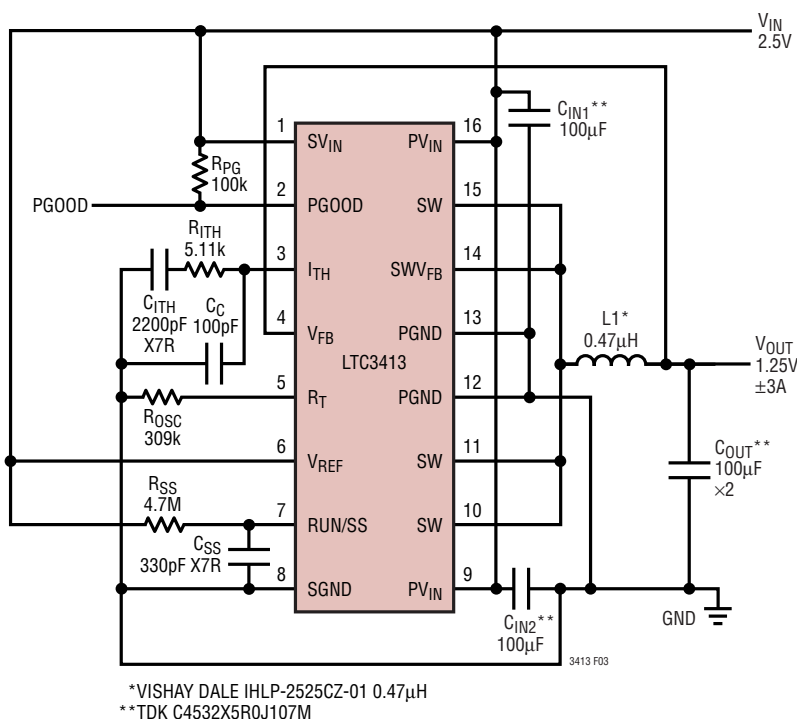 V_IN
2.5V
C_IN1**
100µF
1
SV_IN
PV_IN
16
R_PG
100k
PGOOD
2
PGOOD
SW
15
R_ITH
5.11k
3
I_TH
SWV_FB
14
C_ITH
2200pF
X7R
C_C
100pF
4
V_FB
PGND
13
LTC3413
L1*
0.47µH
V_OUT
1.25V
±3A
R_OSC
309k
5
R_T
PGND
12
6
V_REF
SW
11
C_OUT**
100µF
×2
R_SS
4.7M
7
RUN/SS
SW
10
C_SS
330pF X7R
8
SGND
PV_IN
9
C_IN2**
100µF
GND
3413 F03
*VISHAY DALE IHLP-2525CZ-01 0.47µH
**TDK C4532X5R0J107M